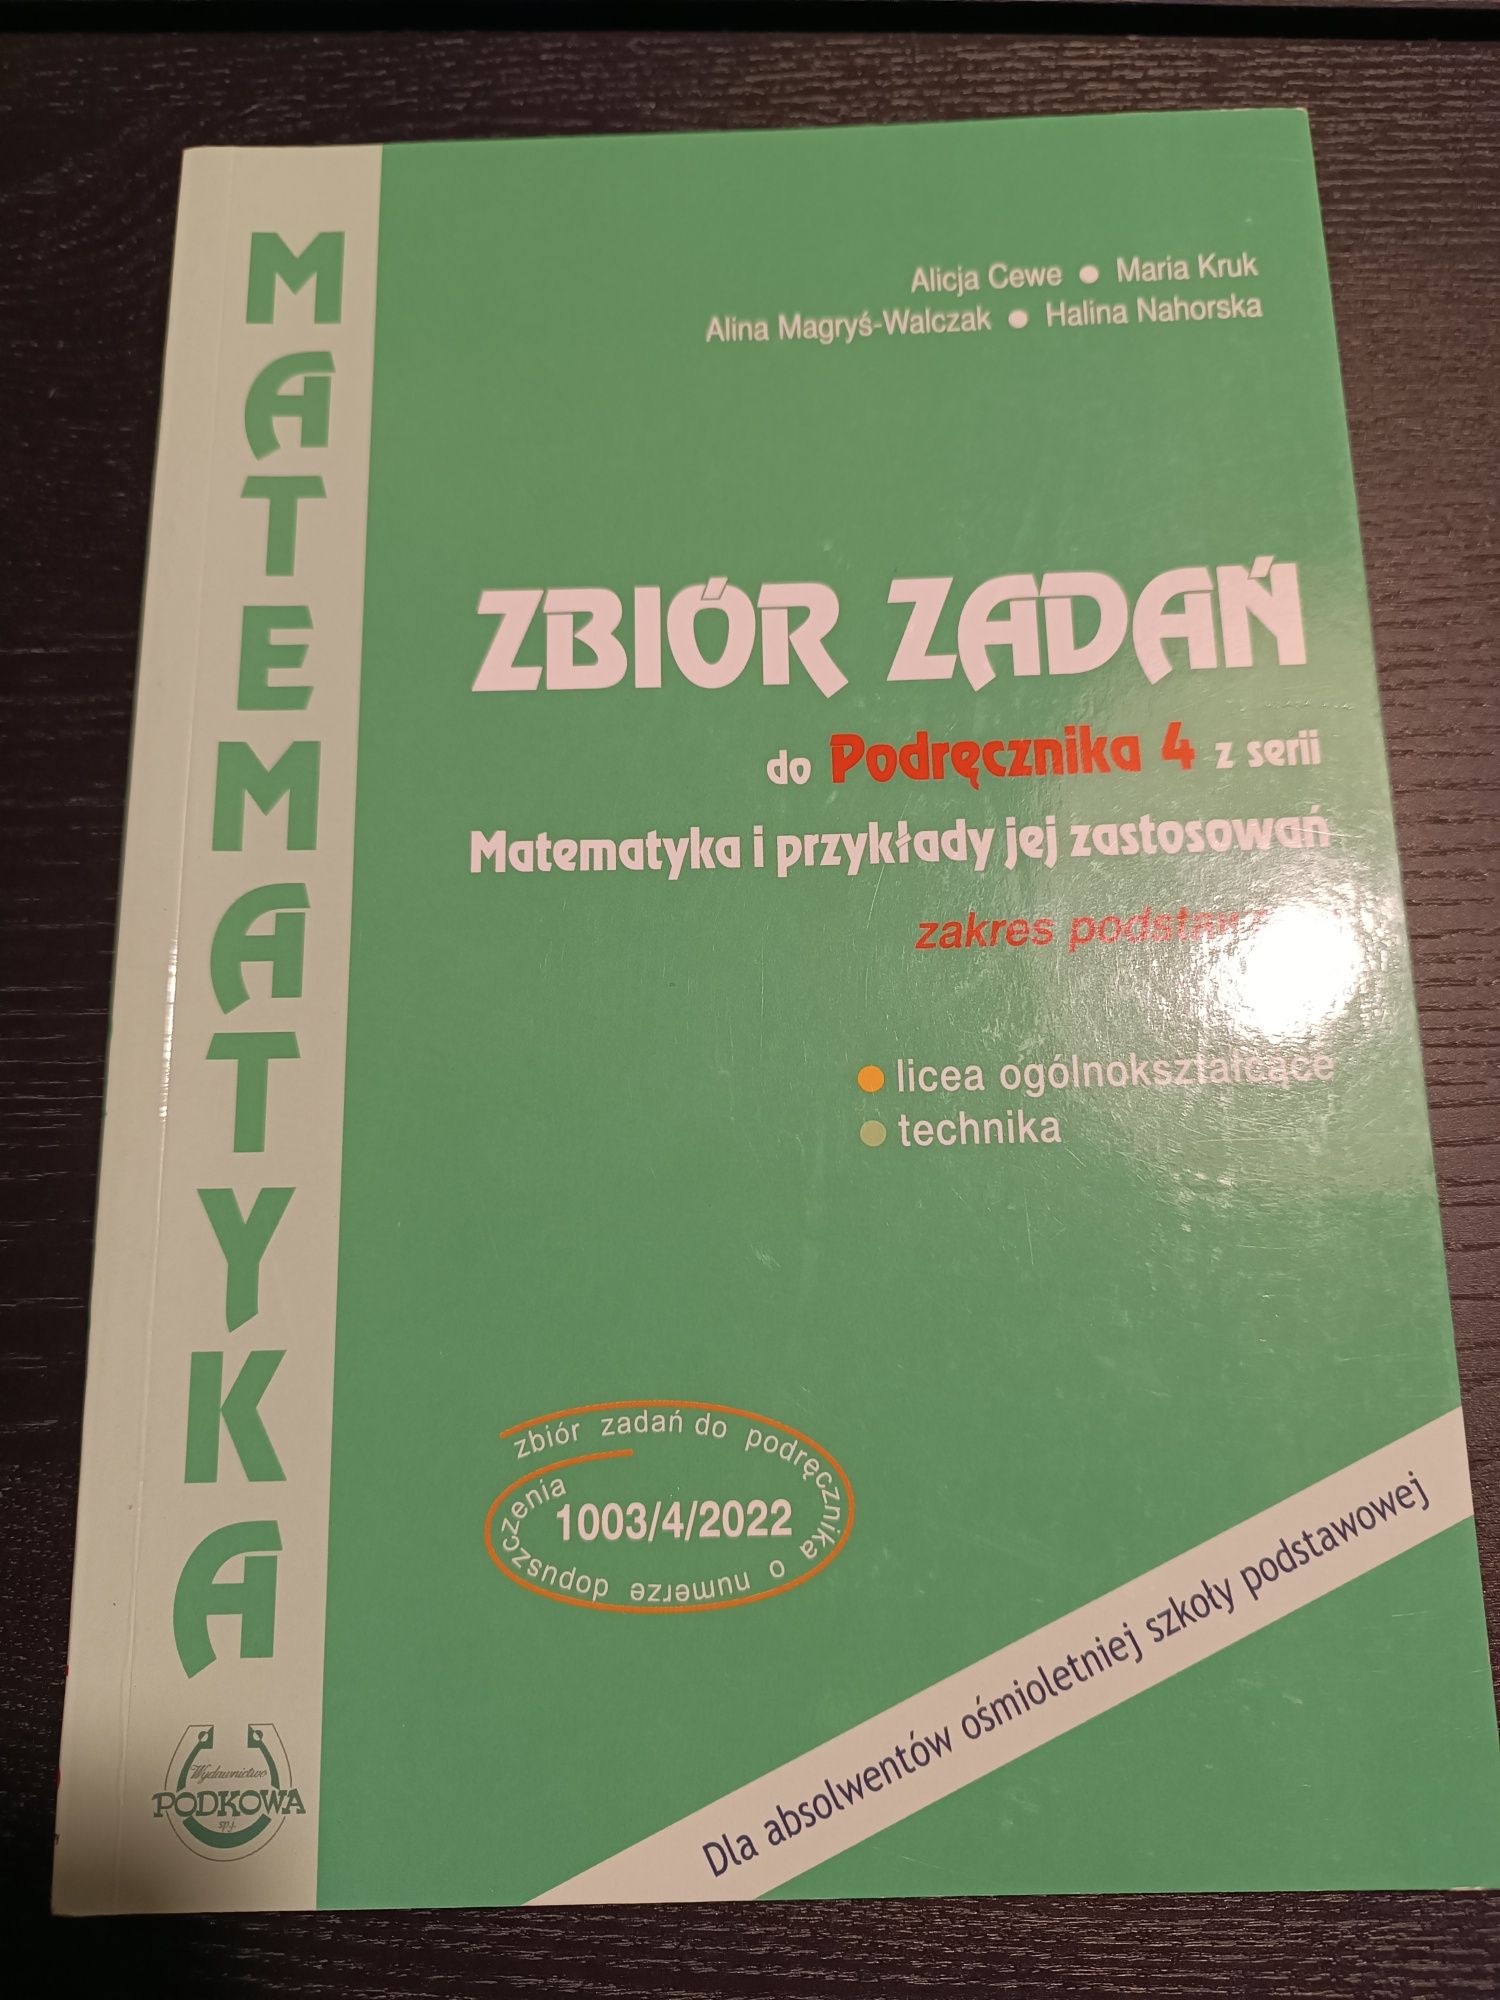 MATEMATYKA
Alicja Cewe • Maria Kruk
Alina Magryś-Walczak • Halina Nahorska
ZBIÓR ZADAŃ
do Podręcznika 4 z serii
Matematyka i przykłady jej zastosowań
zakres
licea ogólnokształcące
technika
zbiór zadań do podręcznika o numerze dopuszczenia
1003/4/2022
Dla absolwentów ośmioletniej szkoły podstawowej
Wydawnictwo
PODKOWA
sp.j.